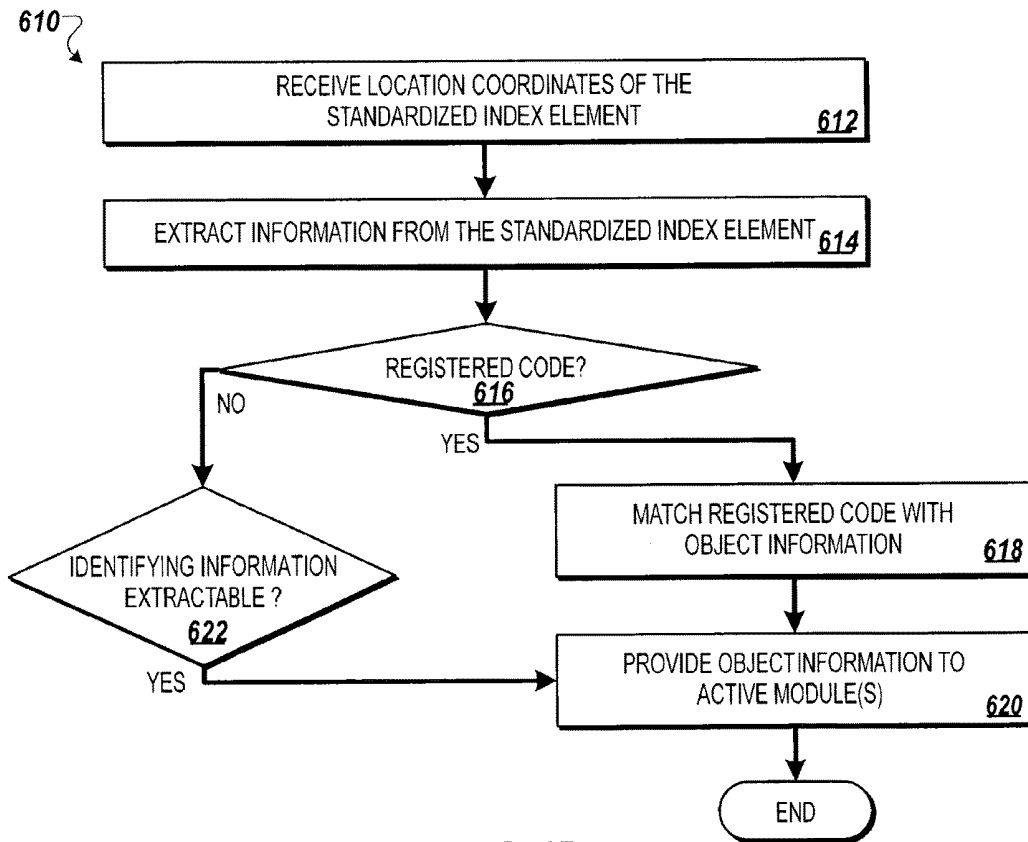 610
RECEIVE LOCATION COORDINATES OF THE
STANDARDIZED INDEX ELEMENT
612
EXTRACT INFORMATION FROM THE STANDARDIZED INDEX ELEMENT
614
REGISTERED CODE?
616
NO
YES
MATCH REGISTERED CODE WITH
OBJECT INFORMATION
618
IDENTIFYING INFORMATION
EXTRACTABLE ?
622
YES
PROVIDE OBJECT INFORMATION TO
ACTIVE MODULE(S)
620
END